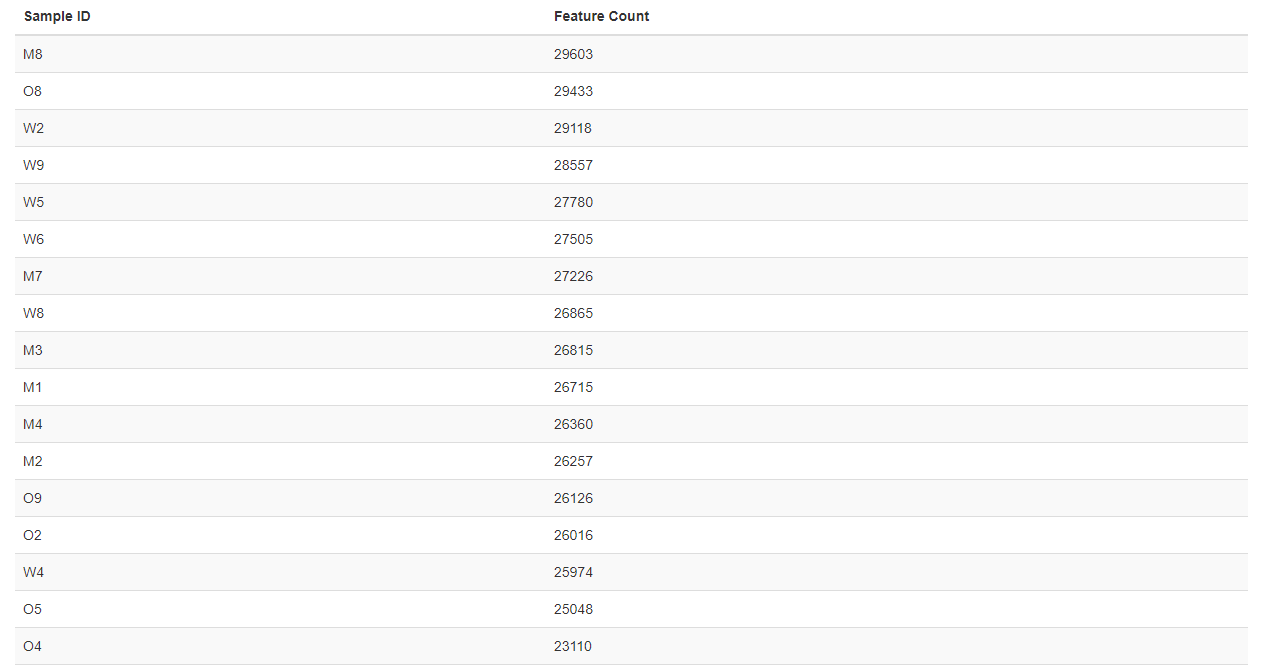 Sample ID Feature Count
M8 29603
O8 29433
W2 29118
W9 28557
W5 27780
W6 27505
M7 27226
W8 26865
M3 26815
M1 26715
M4 26360
M2 26257
O9 26126
O2 26016
W4 25974
O5 25048
O4 23110